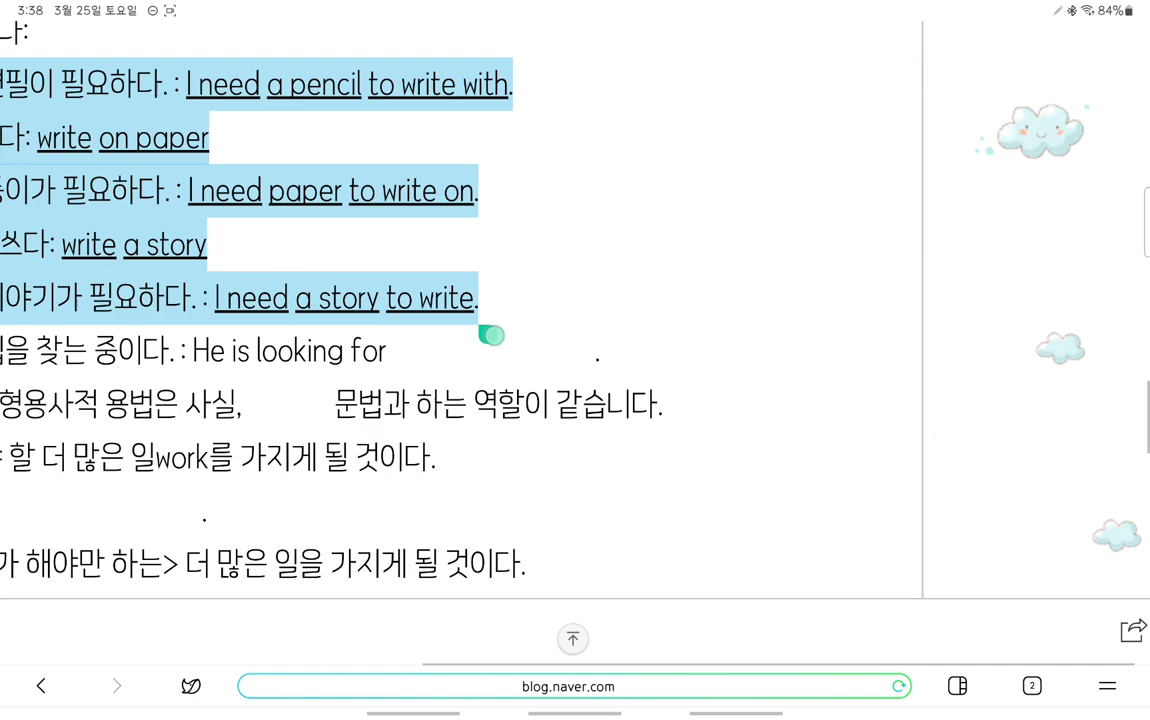 3:38 3월 25일 토요일 84%
나:
연필이 필요하다. : I need a pencil to write with.
다: write on paper
종이가 필요하다. : I need paper to write on.
쓰다: write a story
이야기가 필요하다. : I need a story to write.
집을 찾는 중이다. : He is looking for .
형용사적 용법은 사실, 문법과 하는 역할이 같습니다.
할 더 많은 일work를 가지게 될 것이다.
.
가 해야만 하는> 더 많은 일을 가지게 될 것이다.
blog.naver.com
2